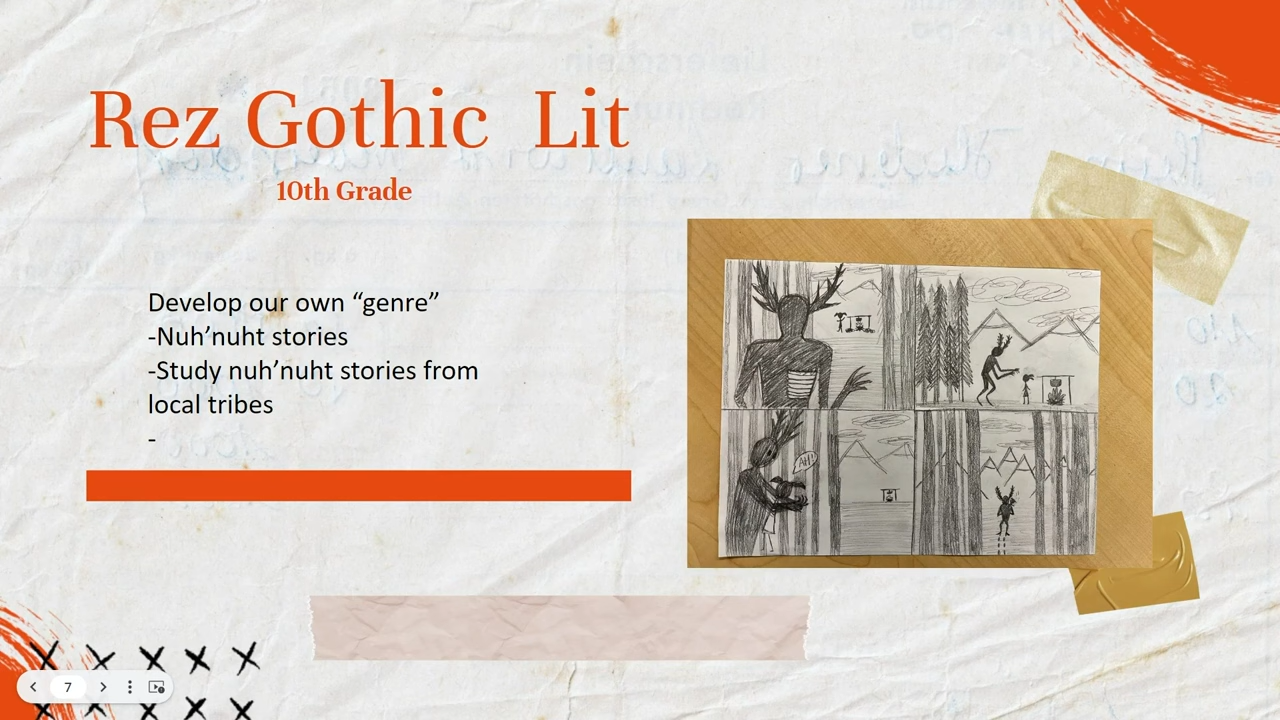 Rez Gothic Lit
10th Grade
Develop our own “genre”
-Nuh’nuht stories
-Study nuh’nuht stories from
local tribes
-
AH!
7